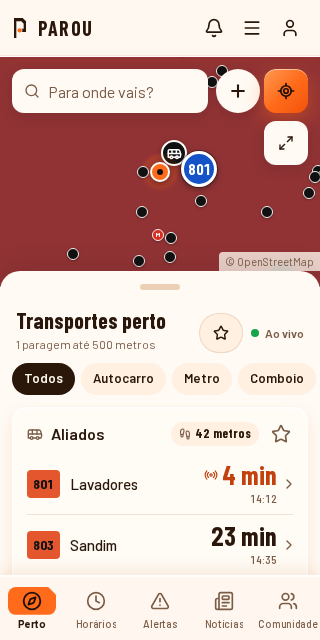 PAROU
Para onde vais?
801
M
© OpenStreetMap
Transportes perto
1 paragem até 500 metros
Ao vivo
Todos Autocarro Metro Comboio
Aliados 42 metros
801 Lavadores 4 min
14:12
803 Sandim 23 min
14:35
Perto Horários Alertas Notícias Comunidade